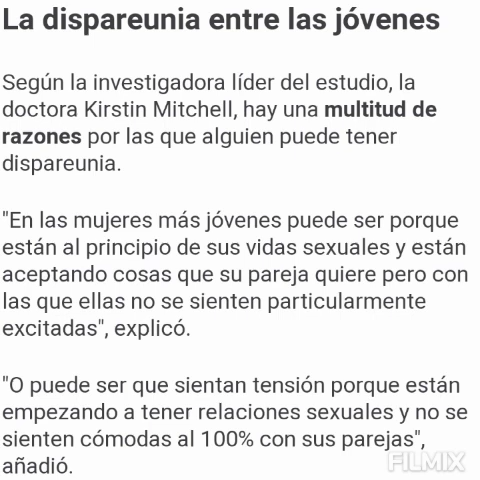 La dispareunia entre las jóvenes
Según la investigadora líder del estudio, la
doctora Kirstin Mitchell, hay una multitud de
razones por las que alguien puede tener
dispareunia.
"En las mujeres más jóvenes puede ser porque
están al principio de sus vidas sexuales y están
aceptando cosas que su pareja quiere pero con
las que ellas no se sienten particularmente
excitadas", explicó.
"O puede ser que sientan tensión porque están
empezando a tener relaciones sexuales y no se
sienten cómodas al 100% con sus parejas",
añadió.
FILMIX